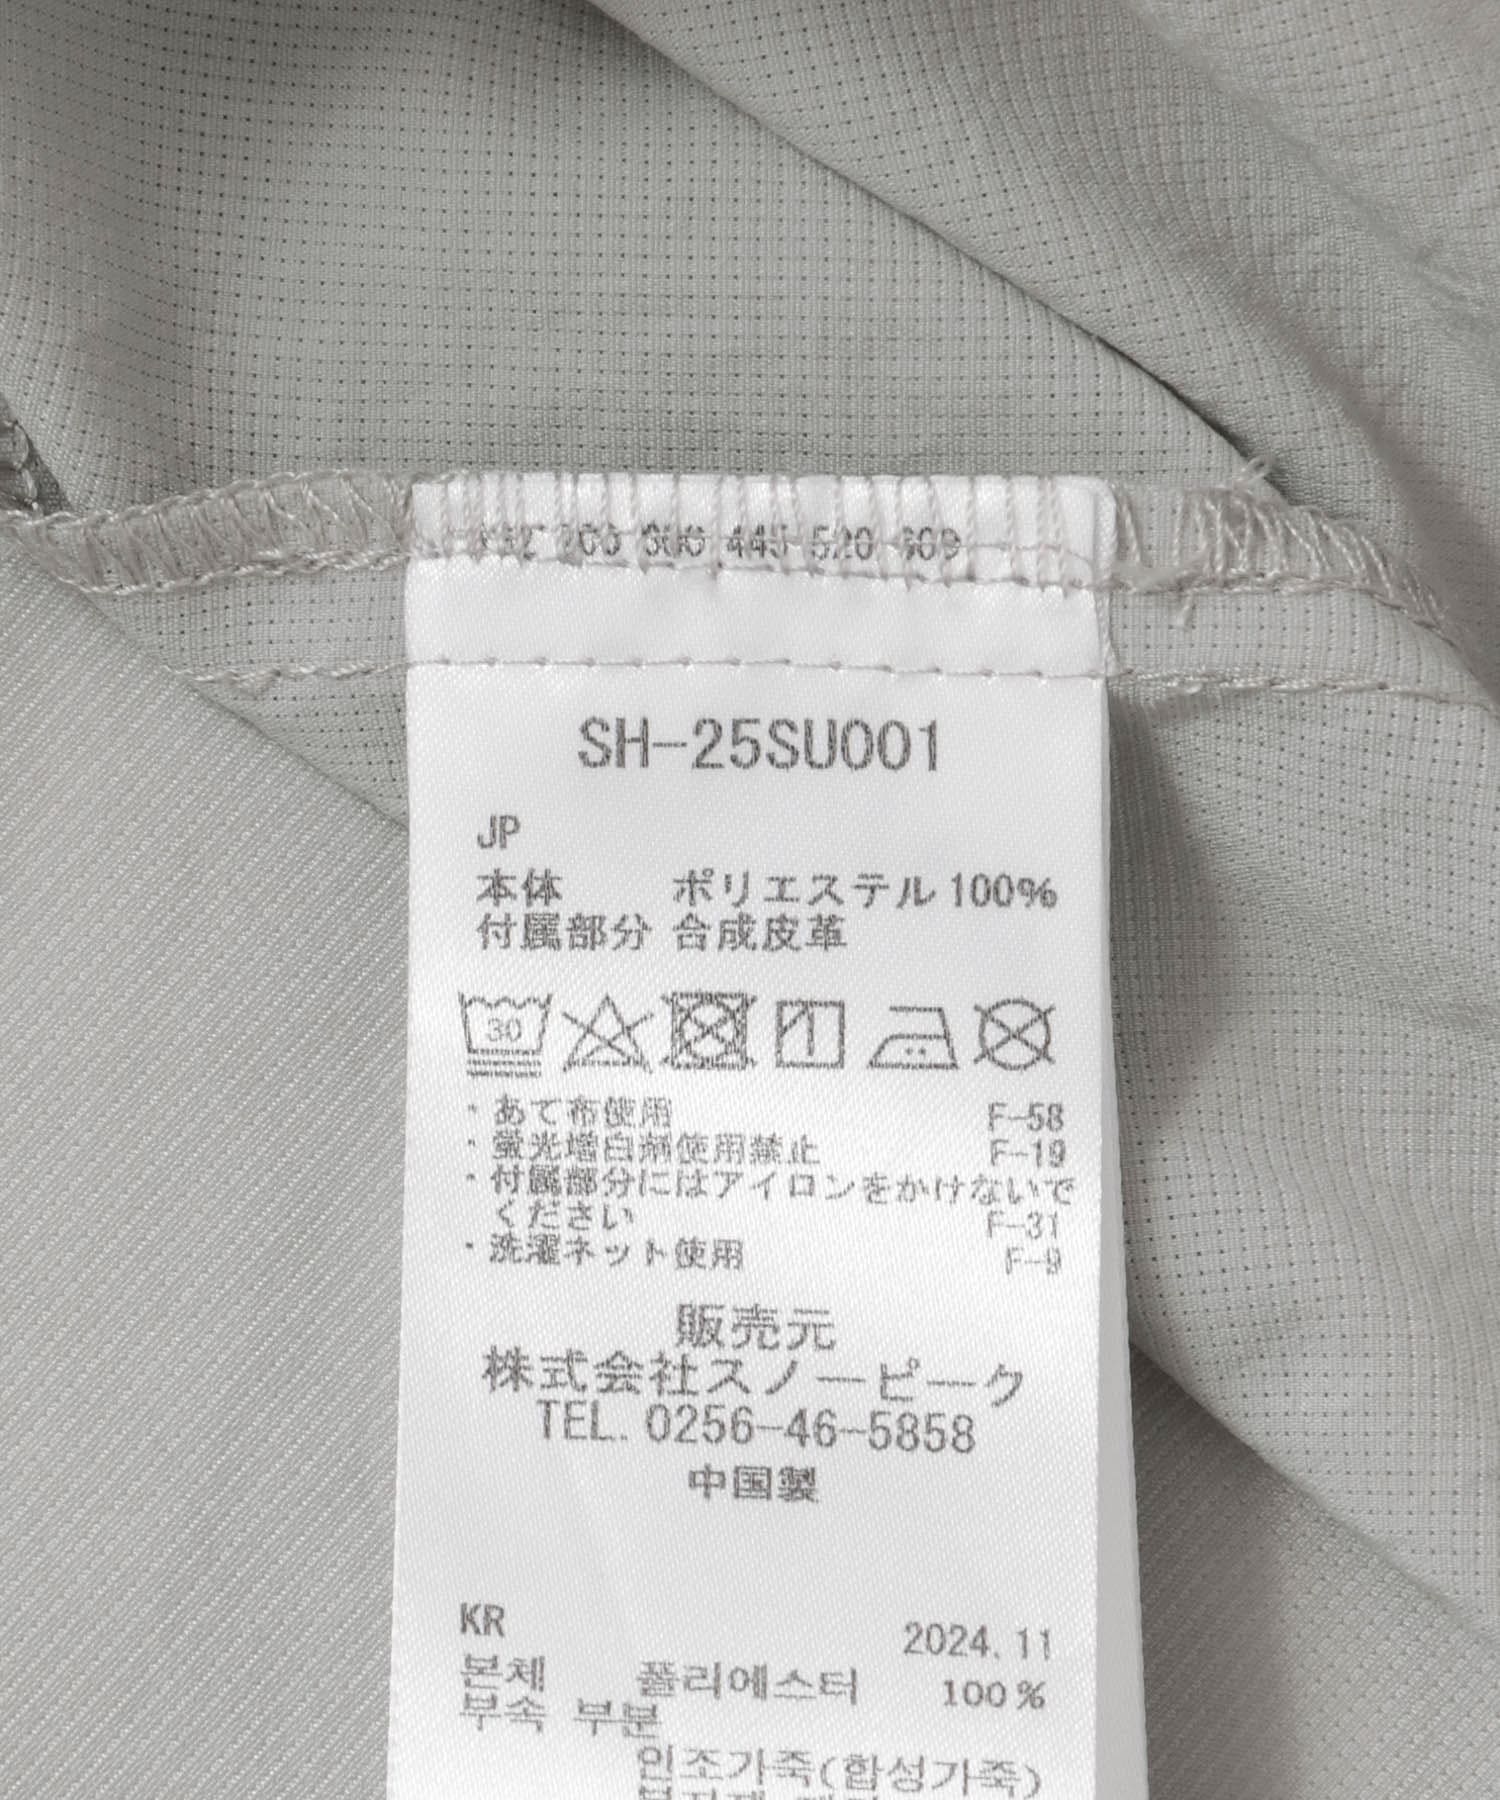 445 520 609
SH-25SU001
JP
本体 ポリエステル 100%
付属部分 合成皮革
30
・あて布使用 F-58
・蛍光増白剤使用禁止 F-19
・付属部分にはアイロンをかけないで
ください F-31
・洗濯ネット使用 F-9
販売元
株式会社スノーピーク
TEL. 0256-46-5858
中国製
KR 2024.11
본체 폴리에스터 100%
부속 부분
인조가죽(합성가죽)